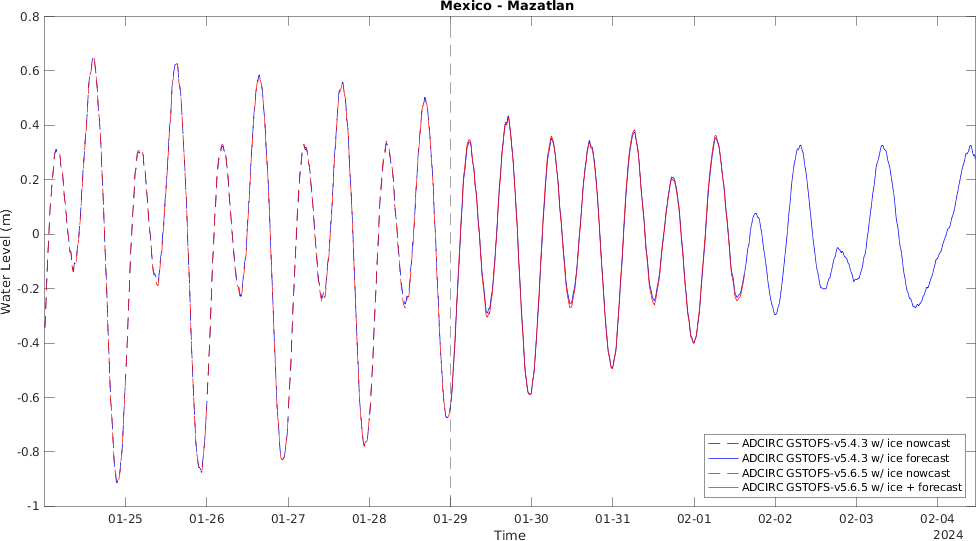 Mexico - Mazatlan
0.8
0.6
0.4
0.2
0
-0.2
-0.4
-0.6
-0.8
-1
Water Level (m)
ADCIRC GSTOFS-v5.4.3 w/ ice nowcast
ADCIRC GSTOFS-v5.4.3 w/ ice forecast
ADCIRC GSTOFS-v5.6.5 w/ ice nowcast
ADCIRC GSTOFS-v5.6.5 w/ ice + forecast
01-25 01-26 01-27 01-28 01-29 01-30 01-31 02-01 02-02 02-03 02-04
Time 2024